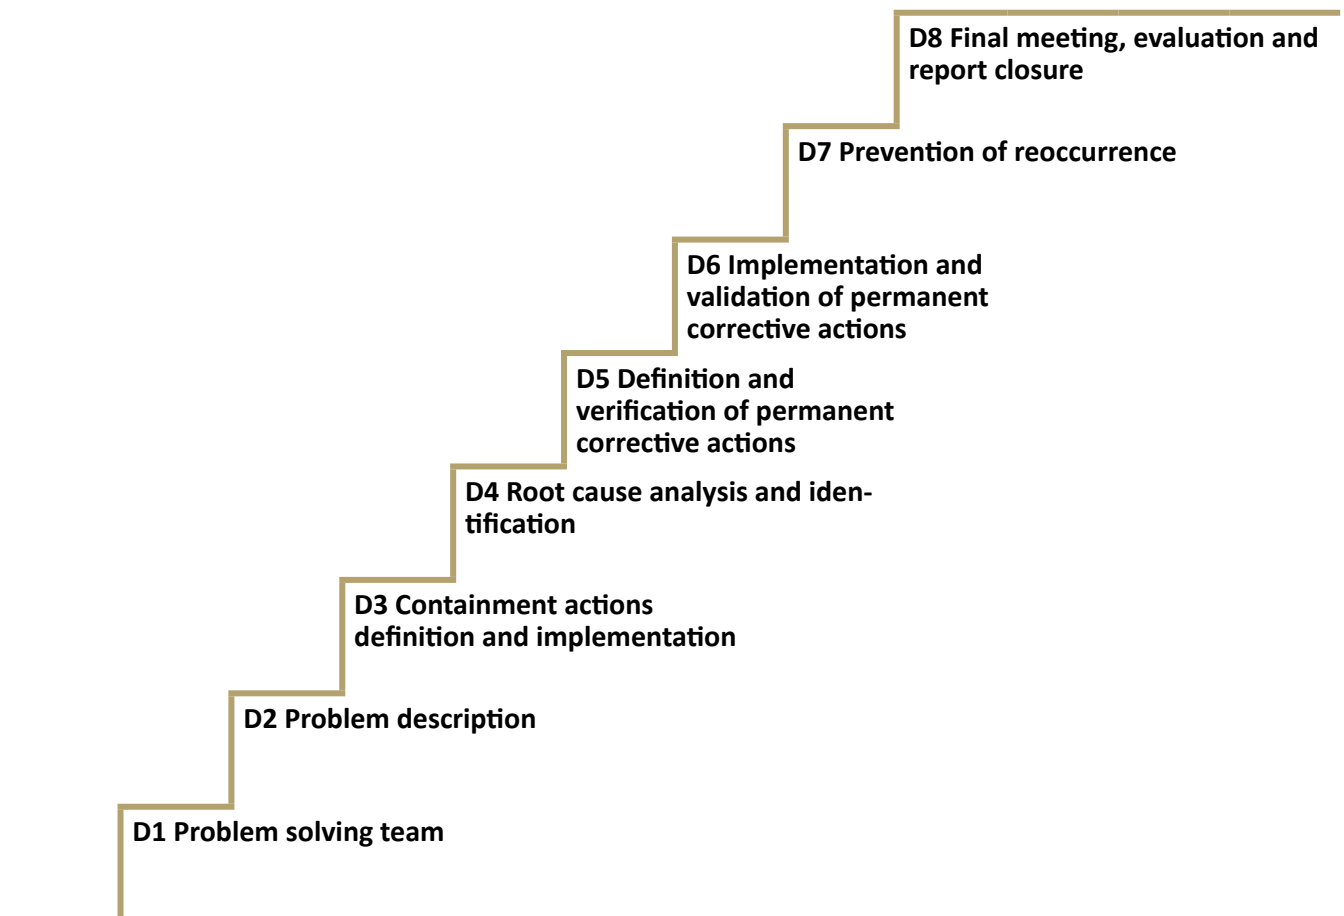 D8 Final meeting, evaluation and
report closure
D7 Prevention of reoccurrence
D6 Implementation and
validation of permanent
corrective actions
D5 Definition and
verification of permanent
corrective actions
D4 Root cause analysis and iden-
tification
D3 Containment actions
definition and implementation
D2 Problem description
D1 Problem solving team